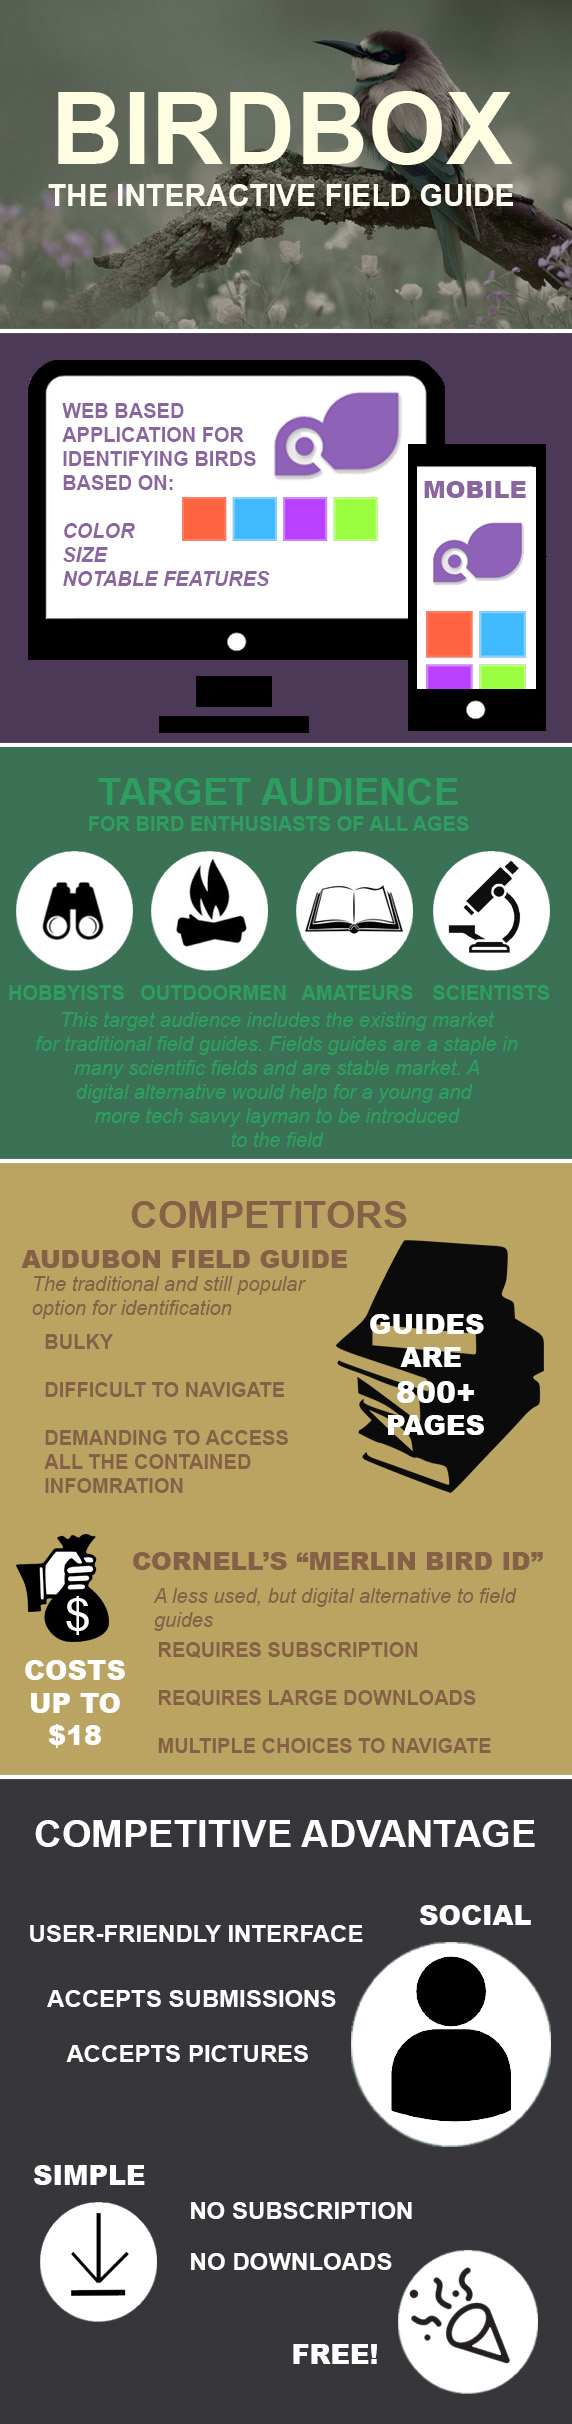 BIRDBOX
THE INTERACTIVE FIELD GUIDE
WEB BASED
APPLICATION FOR
IDENTIFYING BIRDS
BASED ON:
COLOR
SIZE
NOTABLE FEATURES
MOBILE
TARGET AUDIENCE
FOR BIRD ENTHUSIASTS OF ALL AGES
HOBBYISTS
OUTDOORMEN
AMATEURS
SCIENTISTS
This target audience includes the existing market
for traditional field guides. Fields guides are a staple in
many scientific fields and are stable market. A
digital alternative would help for a young and
more tech savvy layman to be introduced
to the field
COMPETITORS
AUDUBON FIELD GUIDE
The traditional and still popular
option for identification
BULKY
DIFFICULT TO NAVIGATE
DEMANDING TO ACCESS
ALL THE CONTAINED
INFOMRATION
GUIDES
ARE
800+
PAGES
CORNELL'S “MERLIN BIRD ID”
A less used, but digital alternative to field
guides
REQUIRES SUBSCRIPTION
REQUIRES LARGE DOWNLOADS
MULTIPLE CHOICES TO NAVIGATE
$
COSTS
UP TO
$18
COMPETITIVE ADVANTAGE
SOCIAL
USER-FRIENDLY INTERFACE
ACCEPTS SUBMISSIONS
ACCEPTS PICTURES
SIMPLE
NO SUBSCRIPTION
NO DOWNLOADS
FREE!